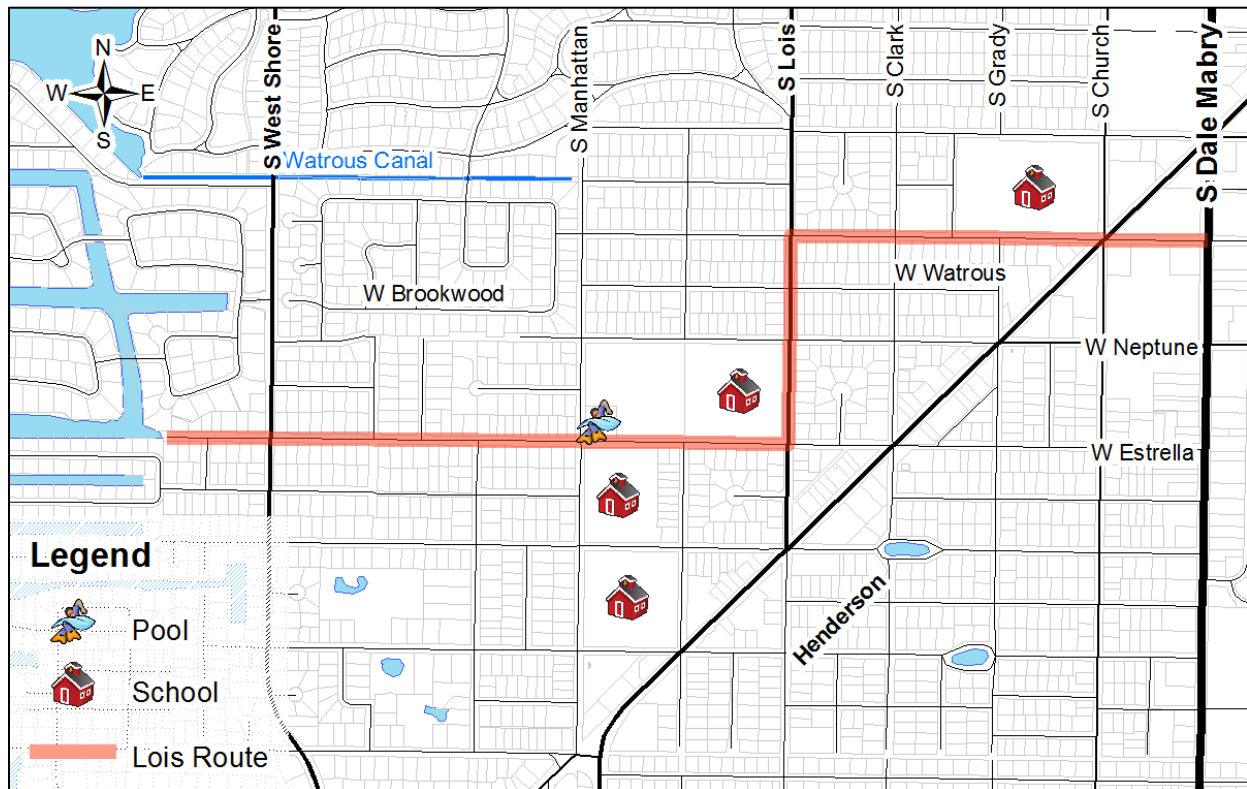 N
W
E
S
S West Shore
S Manhattan
S Lois
S Clark
S Grady
S Church
S Dale Mabry
Watrous Canal
W Brookwood
W Watrous
W Neptune
W Estrella
Henderson
Legend
Pool
School
Lois Route